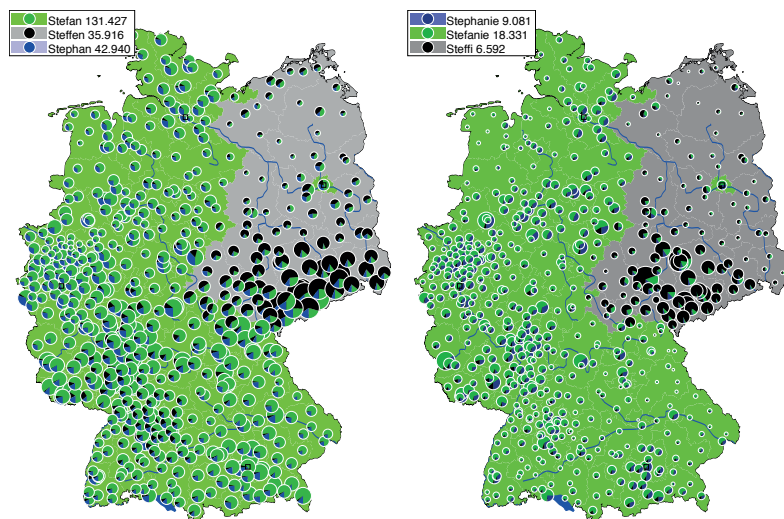 Stefan 131.427
Steffen 35.916
Stephan 42.940
Stephanie 9.081
Stefanie 18.331
Steffi 6.592